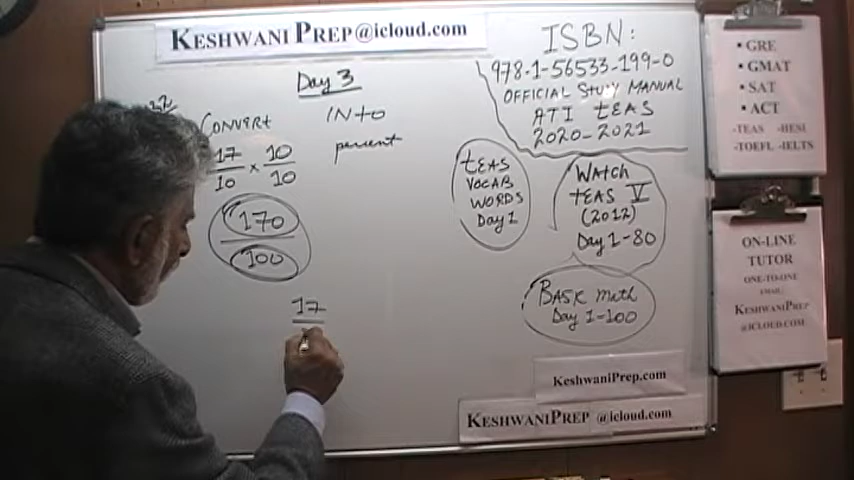 KESHWANIPREP@icloud.com
Day 3
CONVERT INto
percent
17/10 x 10/10
170
100
17
ISBN:
978-1-56533-199-0
OFFICIAL STUDY MANUAL
ATI tEAS
2020-2021
tEAS
VOCAB
WORDS
Day 1
WAtch
tEAS V
(2012)
Day 1-80
BASIC math
Day 1-100
KeshwaniPrep.com
KESHWANIPREP @icloud.com
• GRE
• GMAT
• SAT
• ACT
-TEAS -HESI
-TOEFL -IELTS
ON-LINE
TUTOR
ONE-TO-ONE
EMAIL:
KESHWANIPREP
@ICLOUD.COM